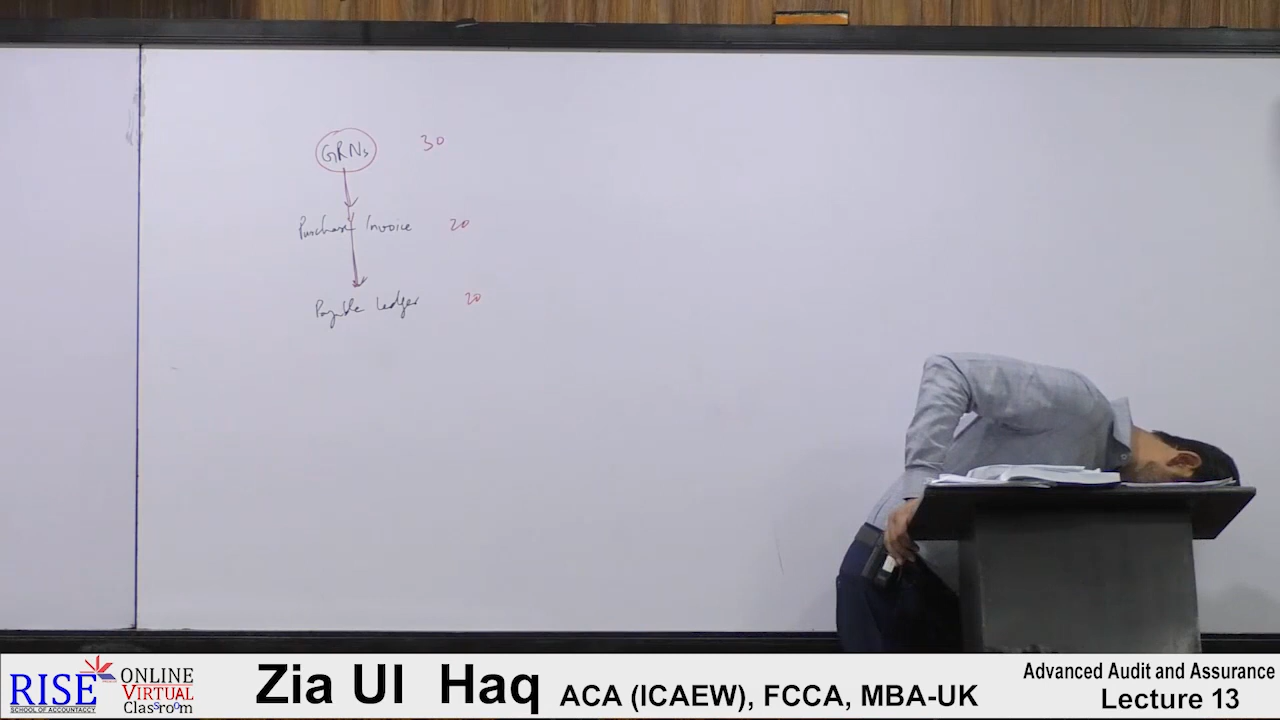 GRNs 30
Purchase Invoice 20
Payable Ledger 20
RISE
SCHOOL OF ACCOUNTANCY
ONLINE
VIRTUAL
Classroom
Zia Ul Haq ACA (ICAEW), FCCA, MBA-UK
Advanced Audit and Assurance
Lecture 13